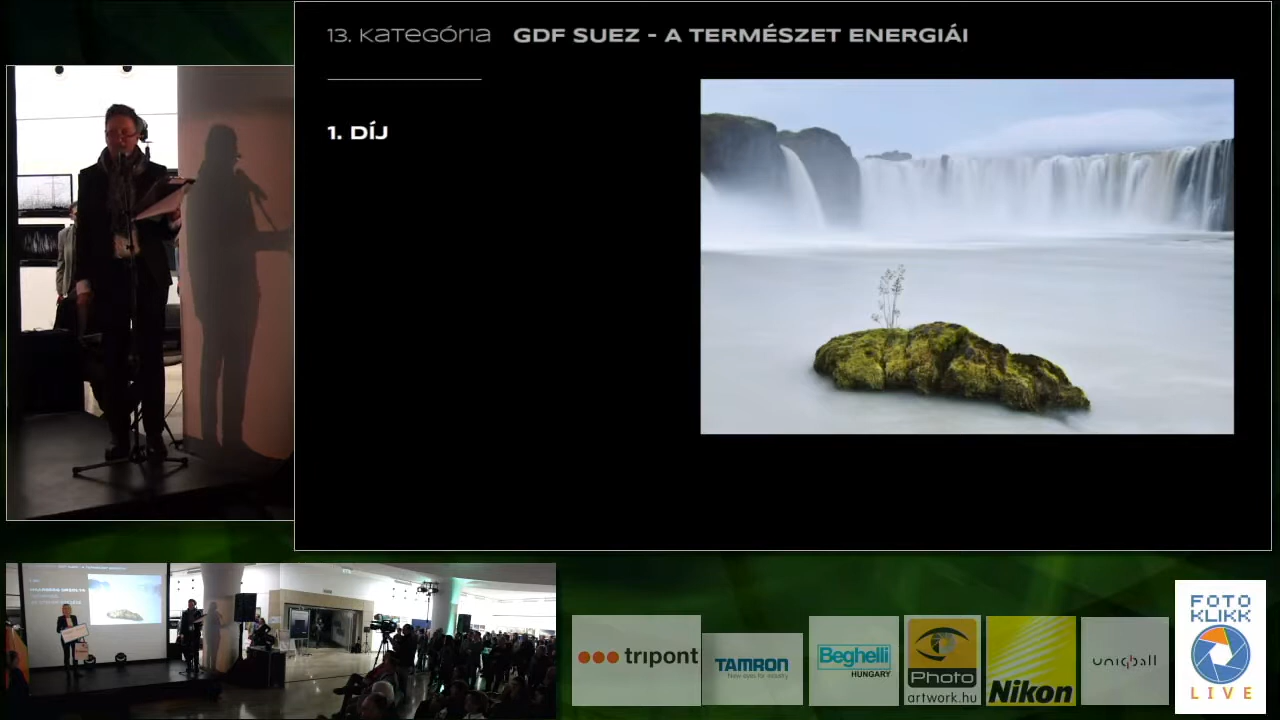 13. kategória GDF SUEZ - A TERMÉSZET ENERGIÁI
1. DÍJ
tripont
TAMRON
New eyes for industry
Beghelli
HUNGARY
Photo
artwork.hu
Nikon
uniqball
FOTO
KLIKK
LIVE